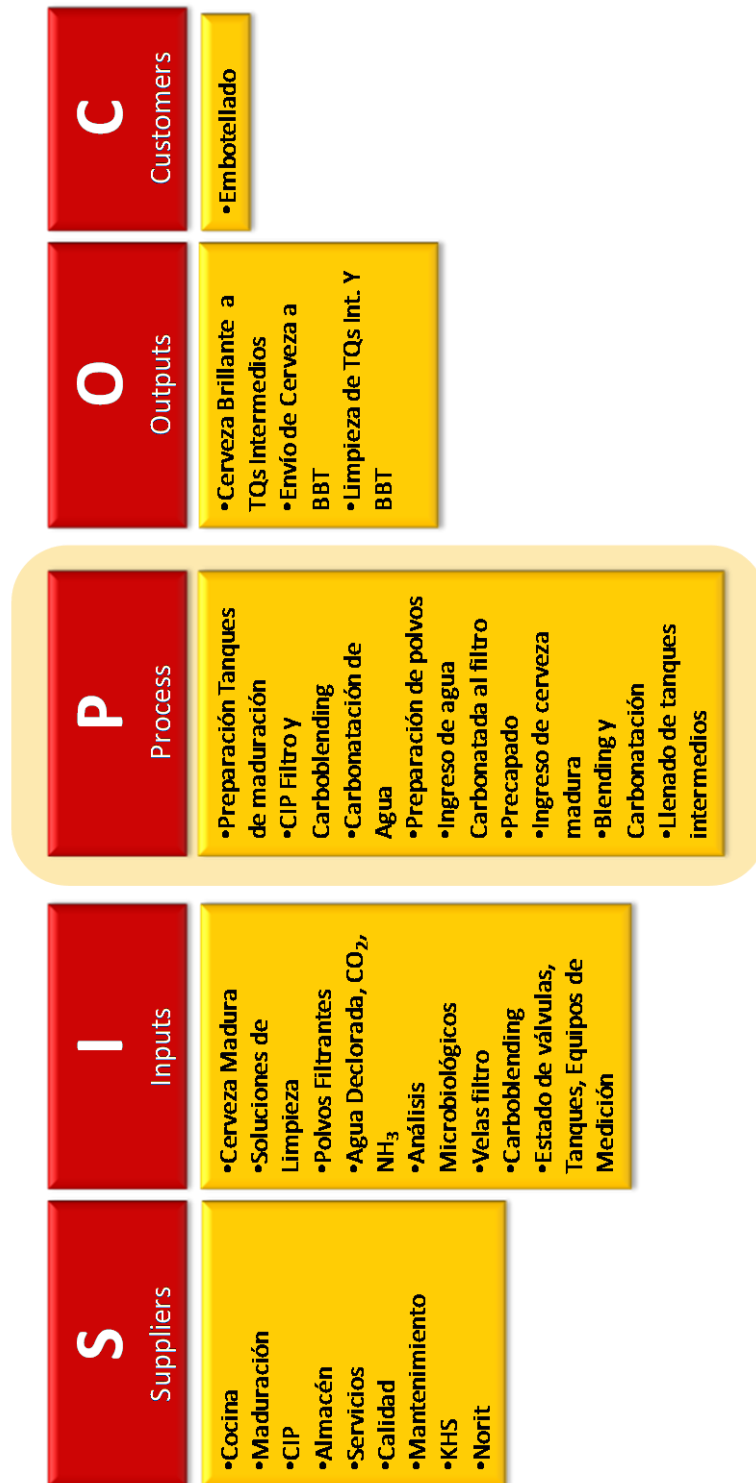 S
Suppliers
•Cocina
•Maduración
•CIP
•Almacén
•Servicios
•Calidad
•Mantenimiento
•KHS
•Norit
I
Inputs
•Cerveza Madura
•Soluciones de
Limpieza
•Polvos Filtrantes
•Agua Declorada, CO₂,
NH₃
•Análisis
Microbiológicos
•Velas filtro
•Carboblending
•Estado de válvulas,
Tanques, Equipos de
Medición
P
Process
•Preparación Tanques
de maduración
•CIP Filtro y
Carboblending
•Carbonatación de
Agua
•Preparación de polvos
•Ingreso de agua
Carbonatada al filtro
•Precapado
•Ingreso de cerveza
madura
•Blending y
Carbonatación
•Llenado de tanques
intermedios
O
Outputs
•Cerveza Brillante a
TQs Intermedios
•Envío de Cerveza a
BBT
•Limpieza de TQs Int. Y
BBT
C
Customers
•Embotellado